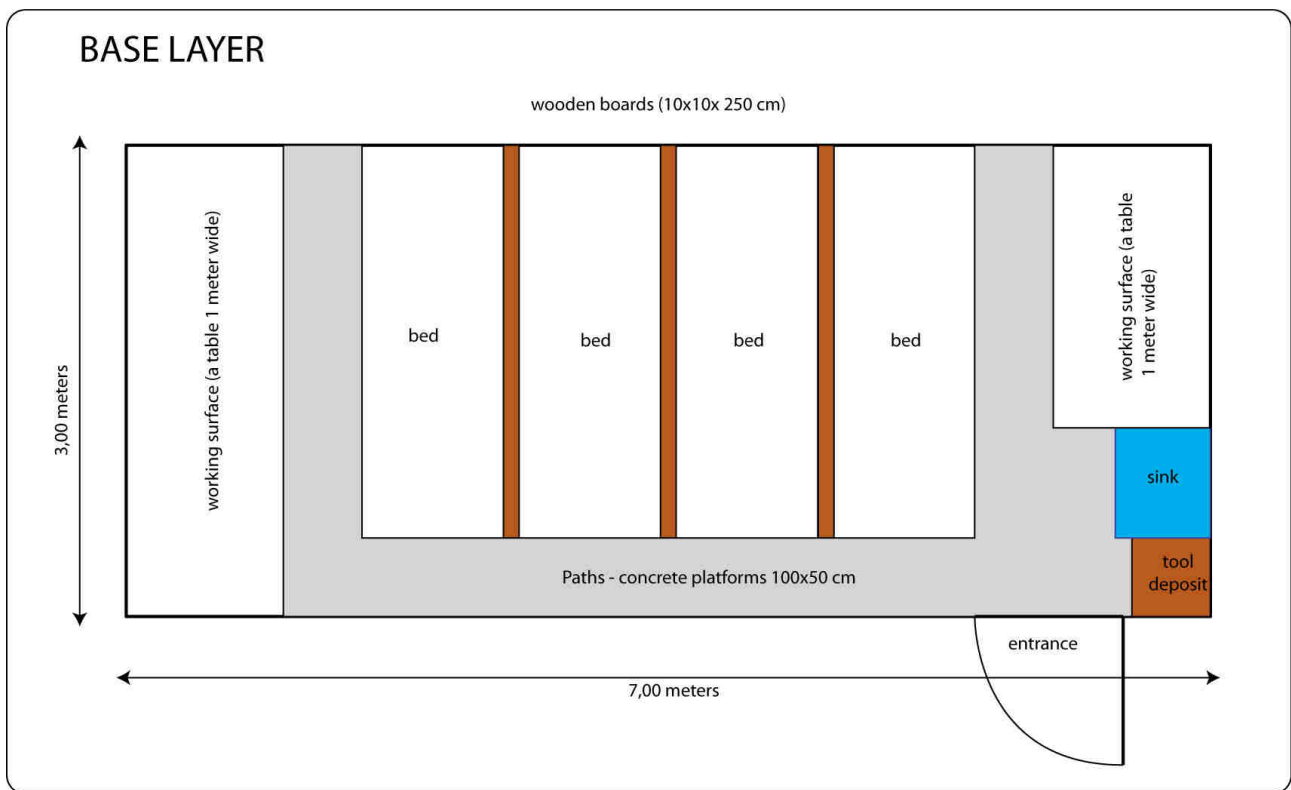 BASE LAYER
wooden boards (10x10x 250 cm)
3,00 meters
working surface (a table 1 meter wide)
bed
bed
bed
bed
working surface (a table
1 meter wide)
sink
tool
deposit
Paths - concrete platforms 100x50 cm
entrance
7,00 meters